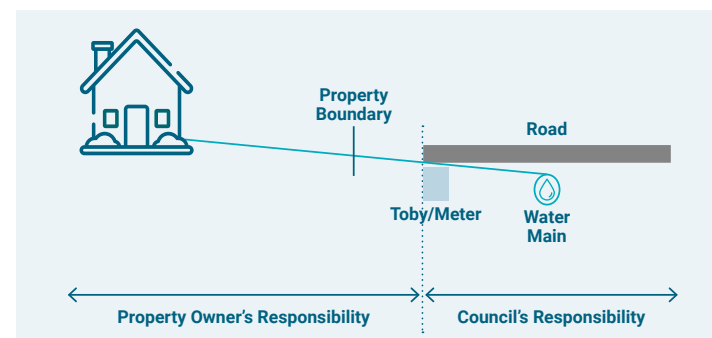 Property
Boundary
Road
Toby/Meter
Water
Main
Property Owner's Responsibility
Council's Responsibility